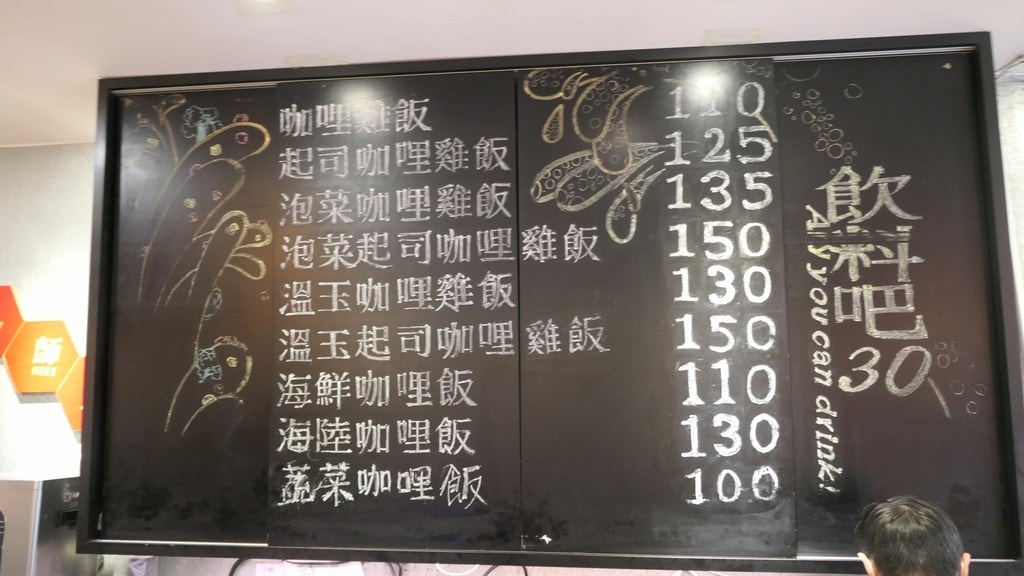 咖哩雞飯 110
起司咖哩雞飯 125
泡菜咖哩雞飯 135
泡菜起司咖哩雞飯 150
溫玉咖哩雞飯 130
溫玉起司咖哩雞飯 150
海鮮咖哩飯 110
海陸咖哩飯 130
蔬菜咖哩飯 100
飲料吧30
All you can drink!